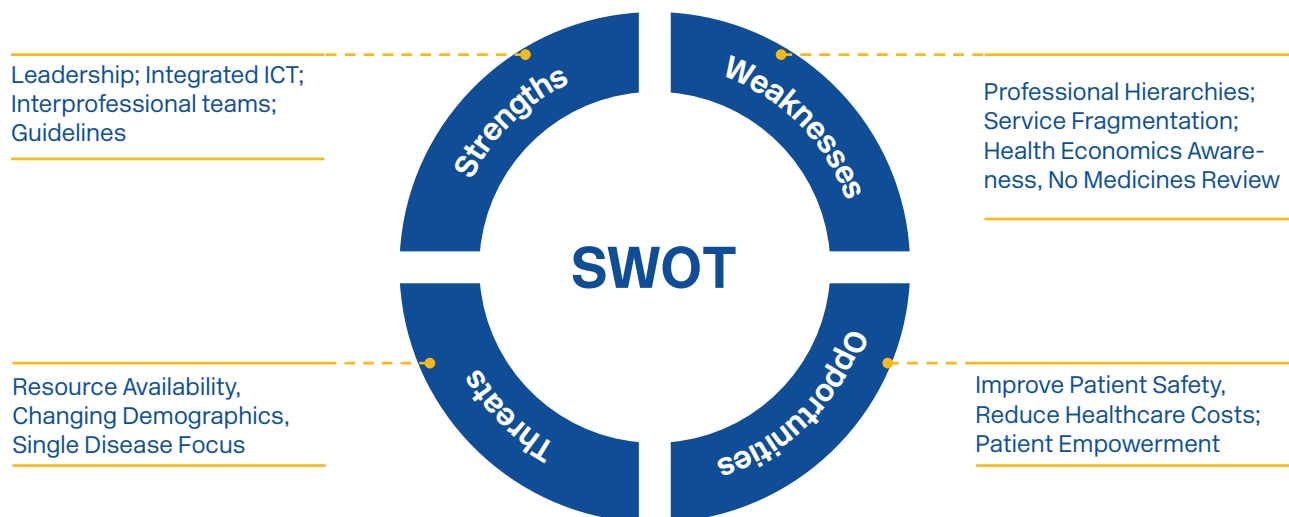 Strengths
Leadership; Integrated ICT;
Interprofessional teams;
Guidelines
Weaknesses
Professional Hierarchies;
Service Fragmentation;
Health Economics Aware-
ness, No Medicines Review
SWOT
Threats
Resource Availability,
Changing Demographics,
Single Disease Focus
Opportunities
Improve Patient Safety,
Reduce Healthcare Costs;
Patient Empowerment